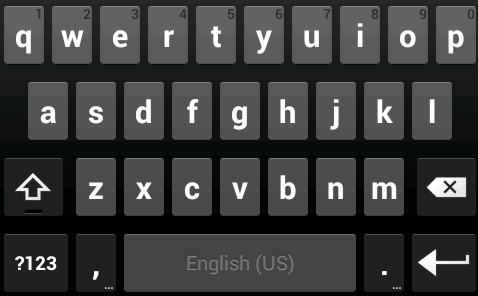 1 2 3 4 5 6 7 8 9 0
q w e r t y u i o p
a s d f g h j k l
z x c v b n m
?123 , ... English (US) . ...